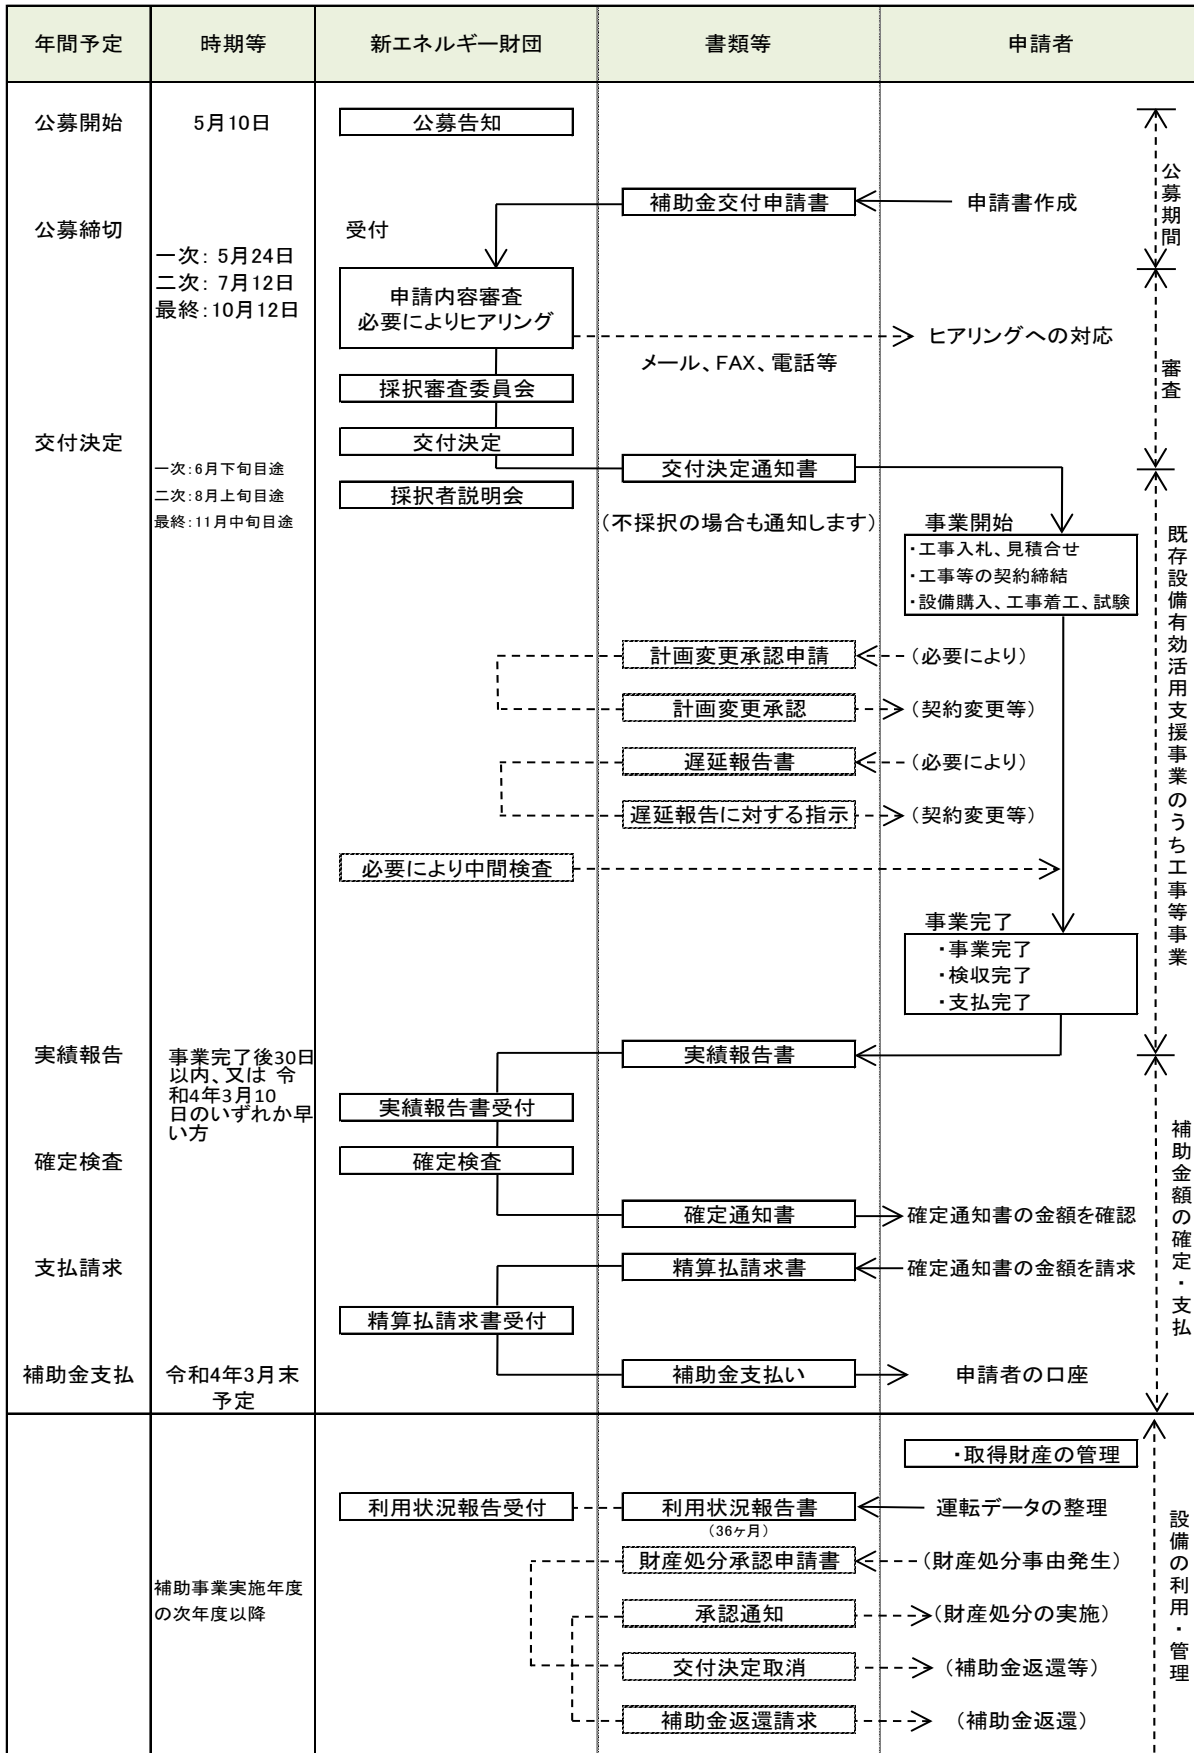 年間予定
時期等
新エネルギー財団
書類等
申請者
公募開始
5月10日
公募告知
公募期間
補助金交付申請書
申請書作成
公募締切
受付
一次：5月24日
二次：7月12日
最終：10月12日
申請内容審査
必要によりヒアリング
ヒアリングへの対応
メール、FAX、電話等
審査
採択審査委員会
交付決定
交付決定
一次：6月下旬目途
二次：8月上旬目途
最終：11月中旬目途
交付決定通知書
採択者説明会
（不採択の場合も通知します）
事業開始
・工事入札、見積合せ
・工事等の契約締結
・設備購入、工事着工、試験
既存設備有効活用支援事業のうち工事等事業
計画変更承認申請
（必要により）
計画変更承認
（契約変更等）
遅延報告書
（必要により）
遅延報告に対する指示
（契約変更等）
必要により中間検査
事業完了
・事業完了
・検収完了
・支払完了
実績報告
事業完了後30日
以内、又は 令
和4年3月10
日のいずれか早
い方
実績報告書
実績報告書受付
補助金額の確定・支払
確定検査
確定検査
確定通知書
確定通知書の金額を確認
支払請求
精算払請求書
確定通知書の金額を請求
精算払請求書受付
補助金支払
令和4年3月末
予定
補助金支払い
申請者の口座
・取得財産の管理
利用状況報告受付
利用状況報告書
（36ヶ月）
運転データの整理
設備の利用・管理
財産処分承認申請書
（財産処分事由発生）
補助事業実施年度
の次年度以降
承認通知
（財産処分の実施）
交付決定取消
（補助金返還等）
補助金返還請求
（補助金返還）